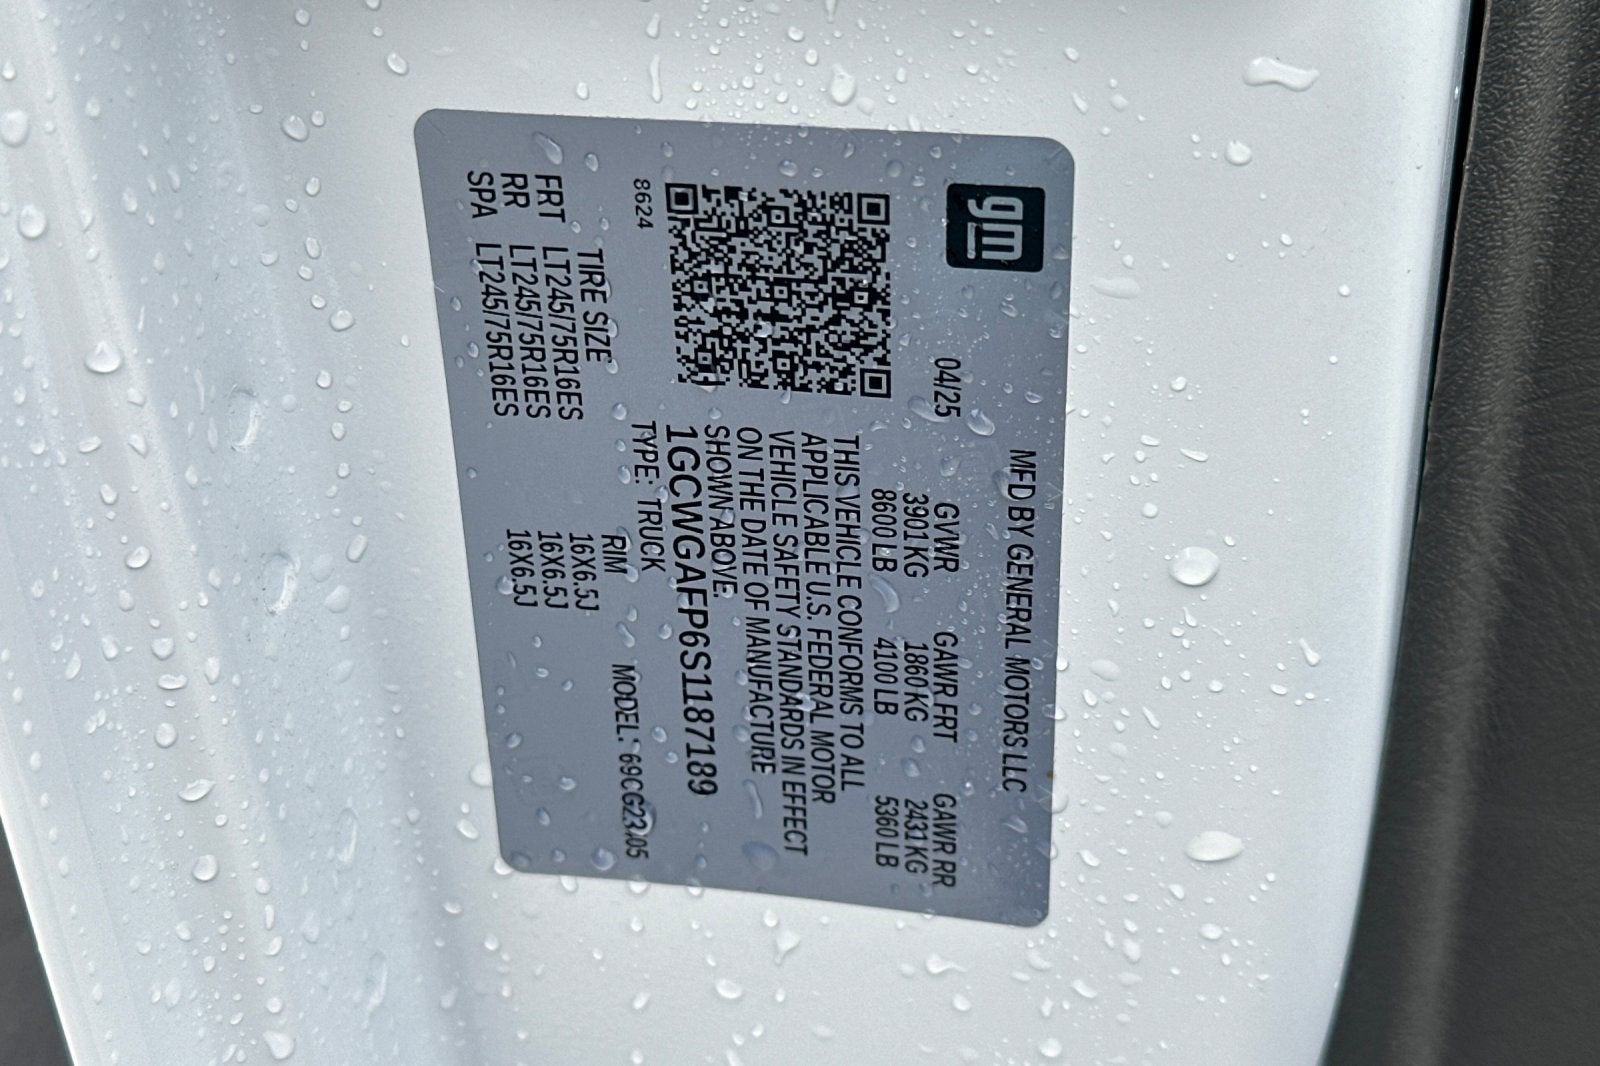 gm
MFD BY GENERAL MOTORS LLC
04/25 GVWR GAWR FRT GAWR RR
3901KG 1860 KG 2431 KG
8600 LB 4100 LB 5360 LB
THIS VEHICLE CONFORMS TO ALL
APPLICABLE U.S. FEDERAL MOTOR
VEHICLE SAFETY STANDARDS IN EFFECT
ON THE DATE OF MANUFACTURE
SHOWN ABOVE.
1GCWGAFP6S1187189
8624 TYPE: TRUCK MODEL:
TIRE SIZE RIM
FRT LT245/75R16ES 16X6.5J
RR LT245/75R16ES 16X6.5J
SPA LT245/75R16ES 16X6.5J